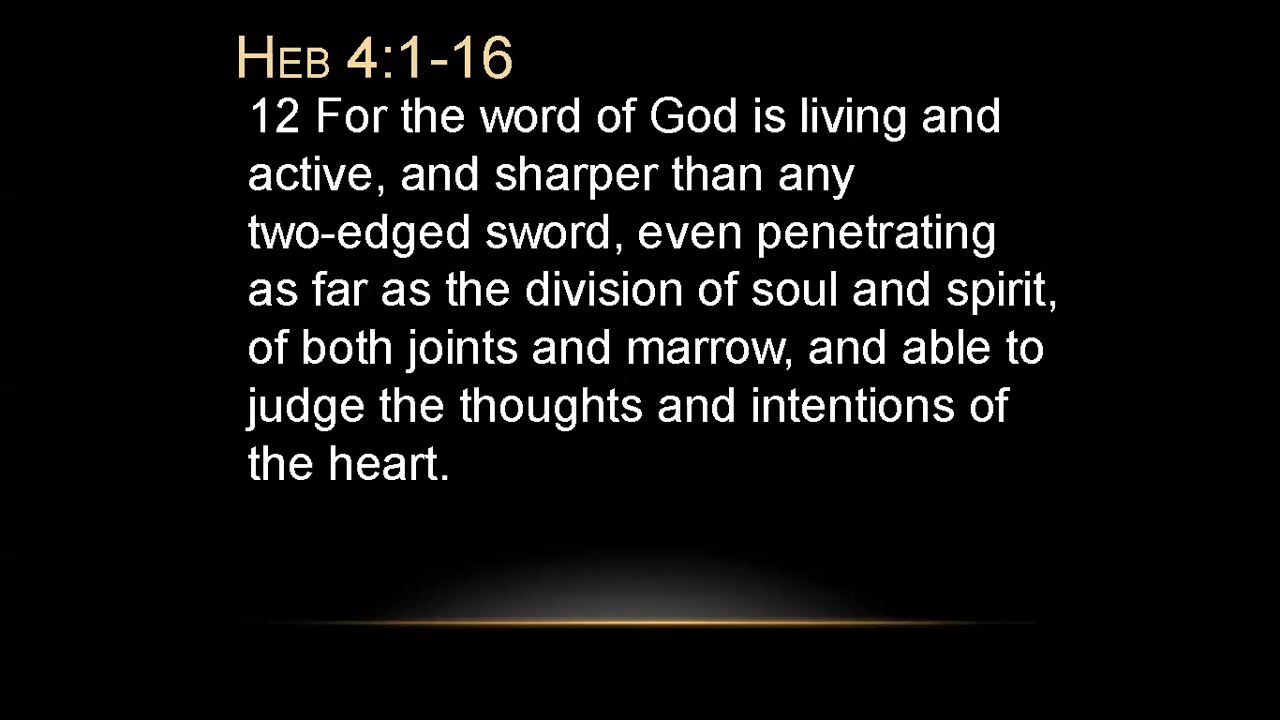 Heb 4:1-16
12 For the word of God is living and
active, and sharper than any
two-edged sword, even penetrating
as far as the division of soul and spirit,
of both joints and marrow, and able to
judge the thoughts and intentions of
the heart.